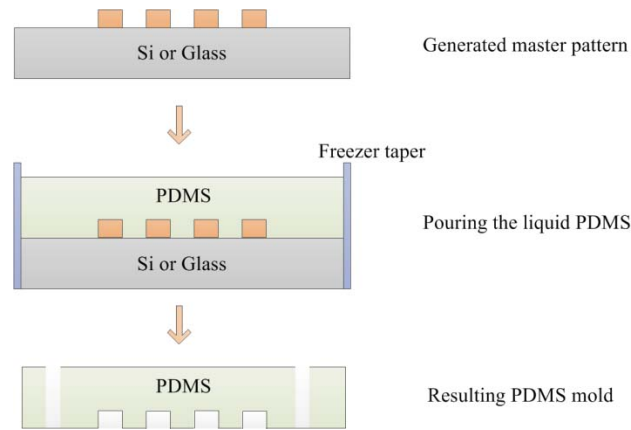 Si or Glass
Generated master pattern
Freezer taper
PDMS
Pouring the liquid PDMS
Si or Glass
PDMS
Resulting PDMS mold